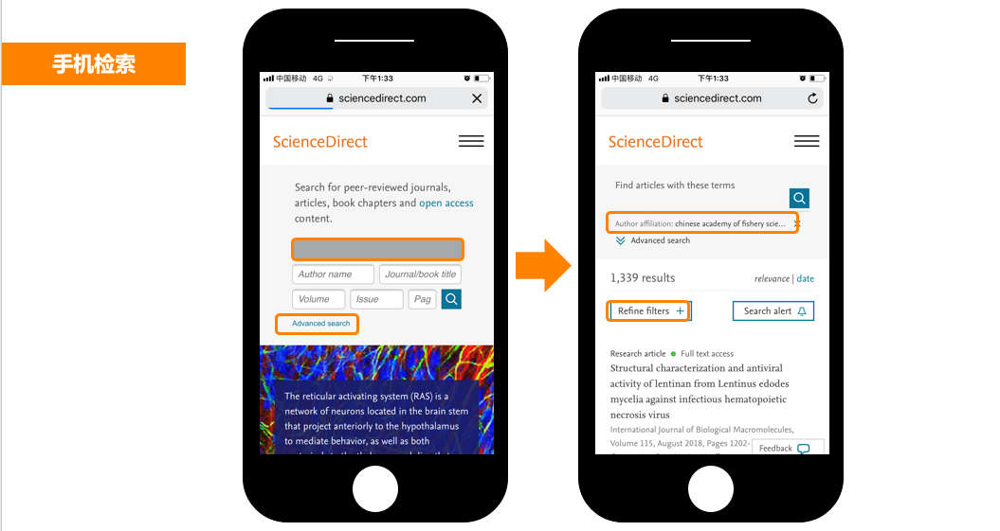 手机检索
中国移动 4G 下午1:33
sciencedirect.com
ScienceDirect
Search for peer-reviewed journals,
articles, book chapters and open access
content.
Author name Journal/book title
Volume Issue Pag
Advanced search
The reticular activating system (RAS) is a
network of neurons located in the brain stem
that project anteriorly to the hypothalamus
to mediate behavior, as well as both
中国移动 4G 下午1:33
sciencedirect.com
ScienceDirect
Find articles with these terms
Author affiliation: chinese academy of fishery scie...
Advanced search
1,339 results relevance | date
Refine filters + Search alert
Research article Full text access
Structural characterization and antiviral
activity of lentinan from Lentinus edodes
mycelia against infectious hematopoietic
necrosis virus
International Journal of Biological Macromolecules,
Volume 115, August 2018, Pages 1202-
Feedback